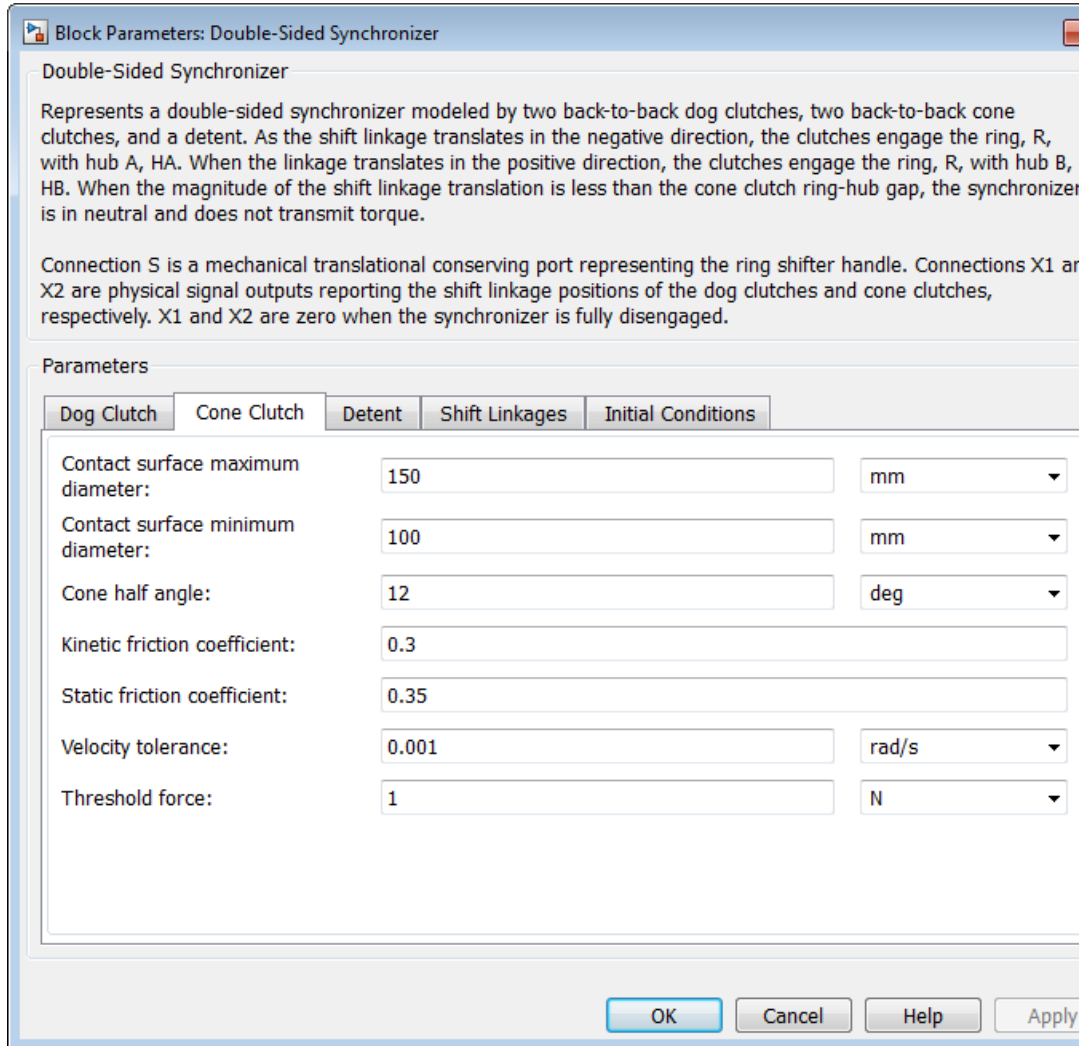 Block Parameters: Double-Sided Synchronizer
Double-Sided Synchronizer
Represents a double-sided synchronizer modeled by two back-to-back dog clutches, two back-to-back cone
clutches, and a detent. As the shift linkage translates in the negative direction, the clutches engage the ring, R,
with hub A, HA. When the linkage translates in the positive direction, the clutches engage the ring, R, with hub B,
HB. When the magnitude of the shift linkage translation is less than the cone clutch ring-hub gap, the synchronizer
is in neutral and does not transmit torque.
Connection S is a mechanical translational conserving port representing the ring shifter handle. Connections X1
X2 are physical signal outputs reporting the shift linkage positions of the dog clutches and cone clutches,
respectively. X1 and X2 are zero when the synchronizer is fully disengaged.
Parameters
Dog Clutch Cone Clutch Detent Shift Linkages Initial Conditions
Contact surface maximum
diameter: 150 mm
Contact surface minimum
diameter: 100 mm
Cone half angle: 12 deg
Kinetic friction coefficient: 0.3
Static friction coefficient: 0.35
Velocity tolerance: 0.001 rad/s
Threshold force: 1 N
OK Cancel Help Apply